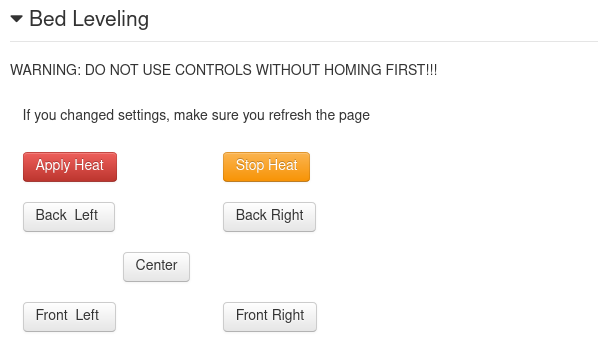 Bed Leveling
WARNING: DO NOT USE CONTROLS WITHOUT HOMING FIRST!!!
If you changed settings, make sure you refresh the page
Apply Heat Stop Heat
Back  Left Back Right
Center
Front  Left Front Right